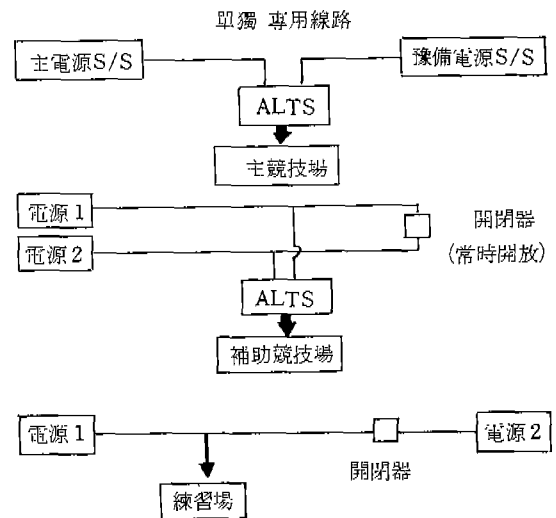 單獨 專用線路
主電源S/S
豫備電源S/S
ALTS
主競技場
電源1
開閉器
(常時開放)
電源2
ALTS
補助競技場
電源1
電源2
開閉器
練習場